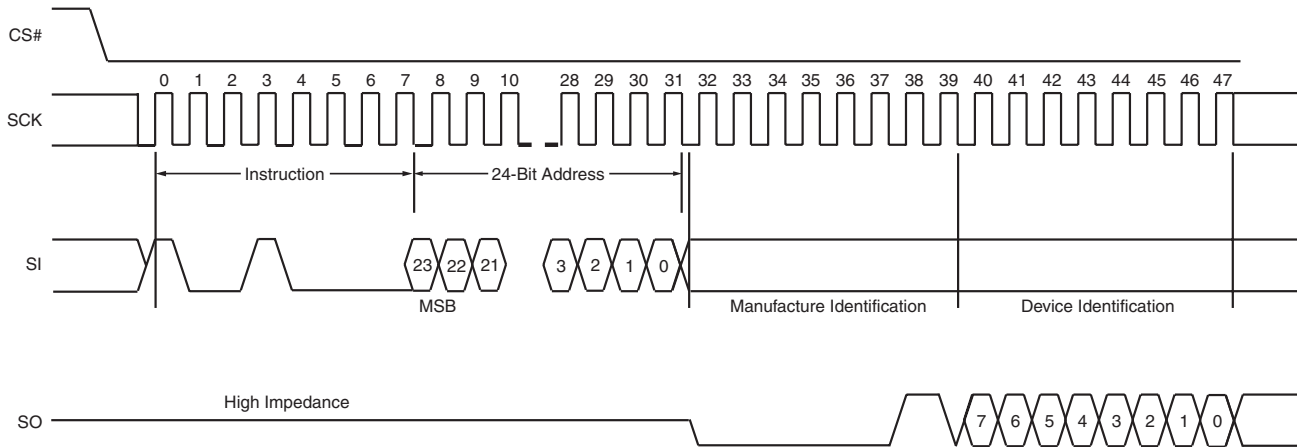 CS#
0 1 2 3 4 5 6 7 8 9 10 28 29 30 31 32 33 34 35 36 37 38 39 40 41 42 43 44 45 46 47
SCK
Instruction 24-Bit Address
SI 23 22 21 3 2 1 0
MSB Manufacture Identification Device Identification
High Impedance
SO 7 6 5 4 3 2 1 0